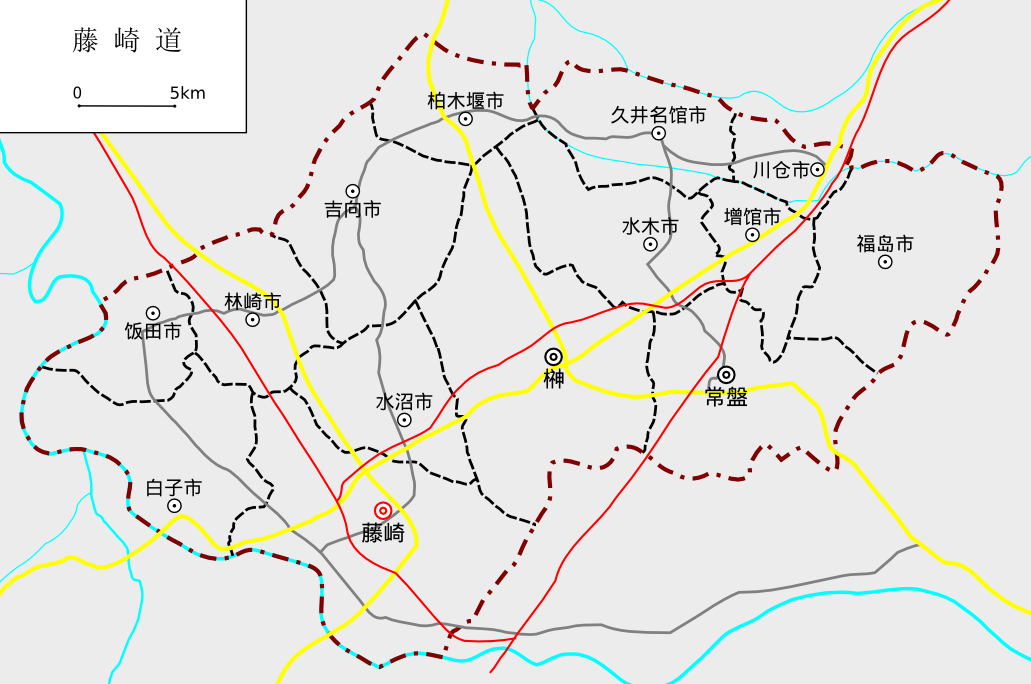 藤崎道
0 5km
柏木堰市
久井名馆市
川仓市
吉向市
增馆市
水木市
福岛市
林崎市
饭田市
榊
常盤
水沼市
白子市
藤崎